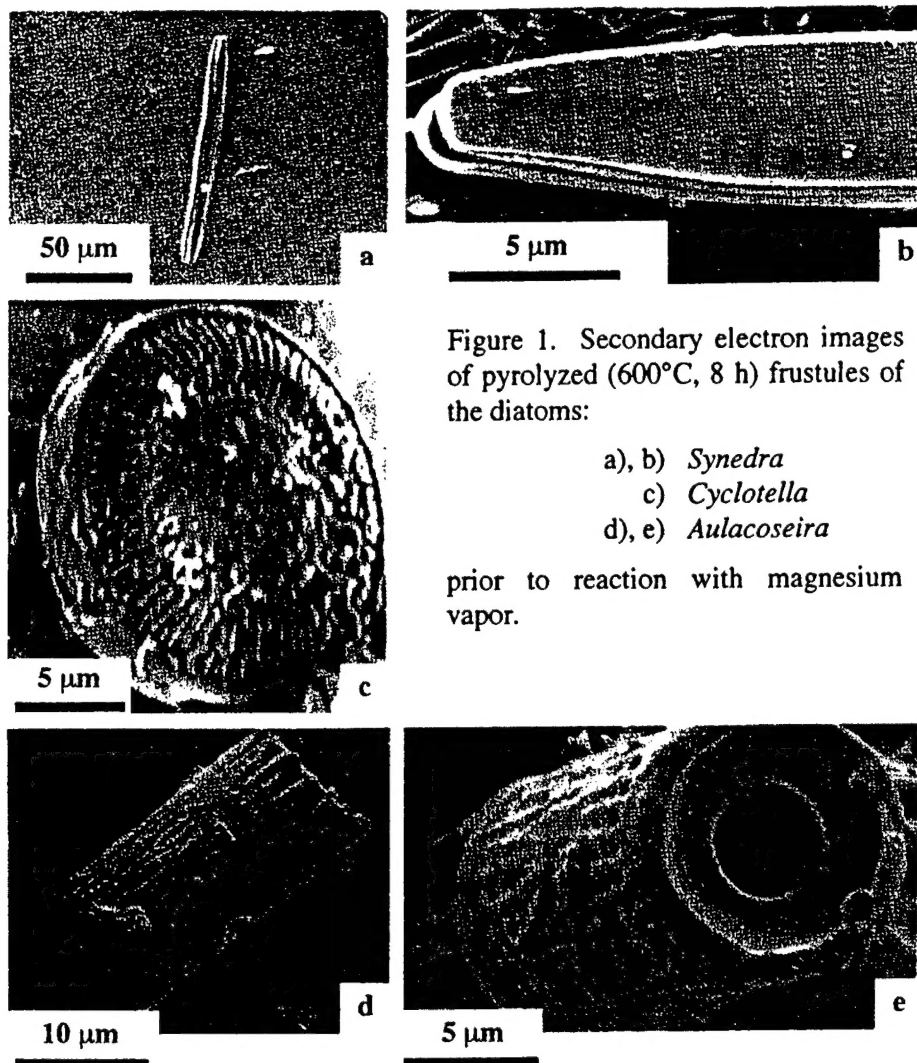 50 μm
a
5 μm
b
5 μm
c
Figure 1. Secondary electron images
of pyrolyzed (600°C, 8 h) frustules of
the diatoms:
a), b) Synedra
c) Cyclotella
d), e) Aulacoseira
prior to reaction with magnesium
vapor.
10 μm
d
5 μm
e